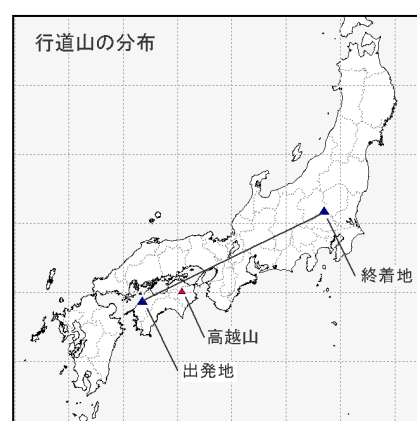 行道山の分布
終着地
高越山
出発地